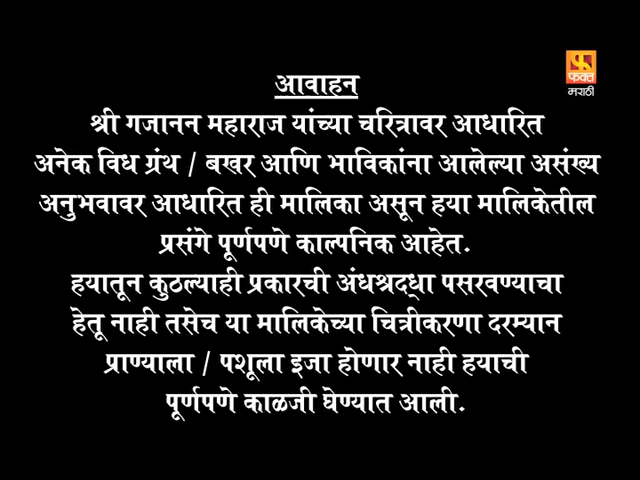 फक्त
मराठी
आवाहन
श्री गजानन महाराज यांच्या चरित्रावर आधारित
अनेक विध ग्रंथ / बखर आणि भाविकांना आलेल्या असंख्य
अनुभवावर आधारित ही मालिका असून हया मालिकेतील
प्रसंगे पूर्णपणे काल्पनिक आहेत.
हयातून कुठल्याही प्रकारची अंधश्रद्धा पसरवण्याचा
हेतू नाही तसेच या मालिकेच्या चित्रीकरणा दरम्यान
प्राण्याला / पशूला इजा होणार नाही हयाची
पूर्णपणे काळजी घेण्यात आली.